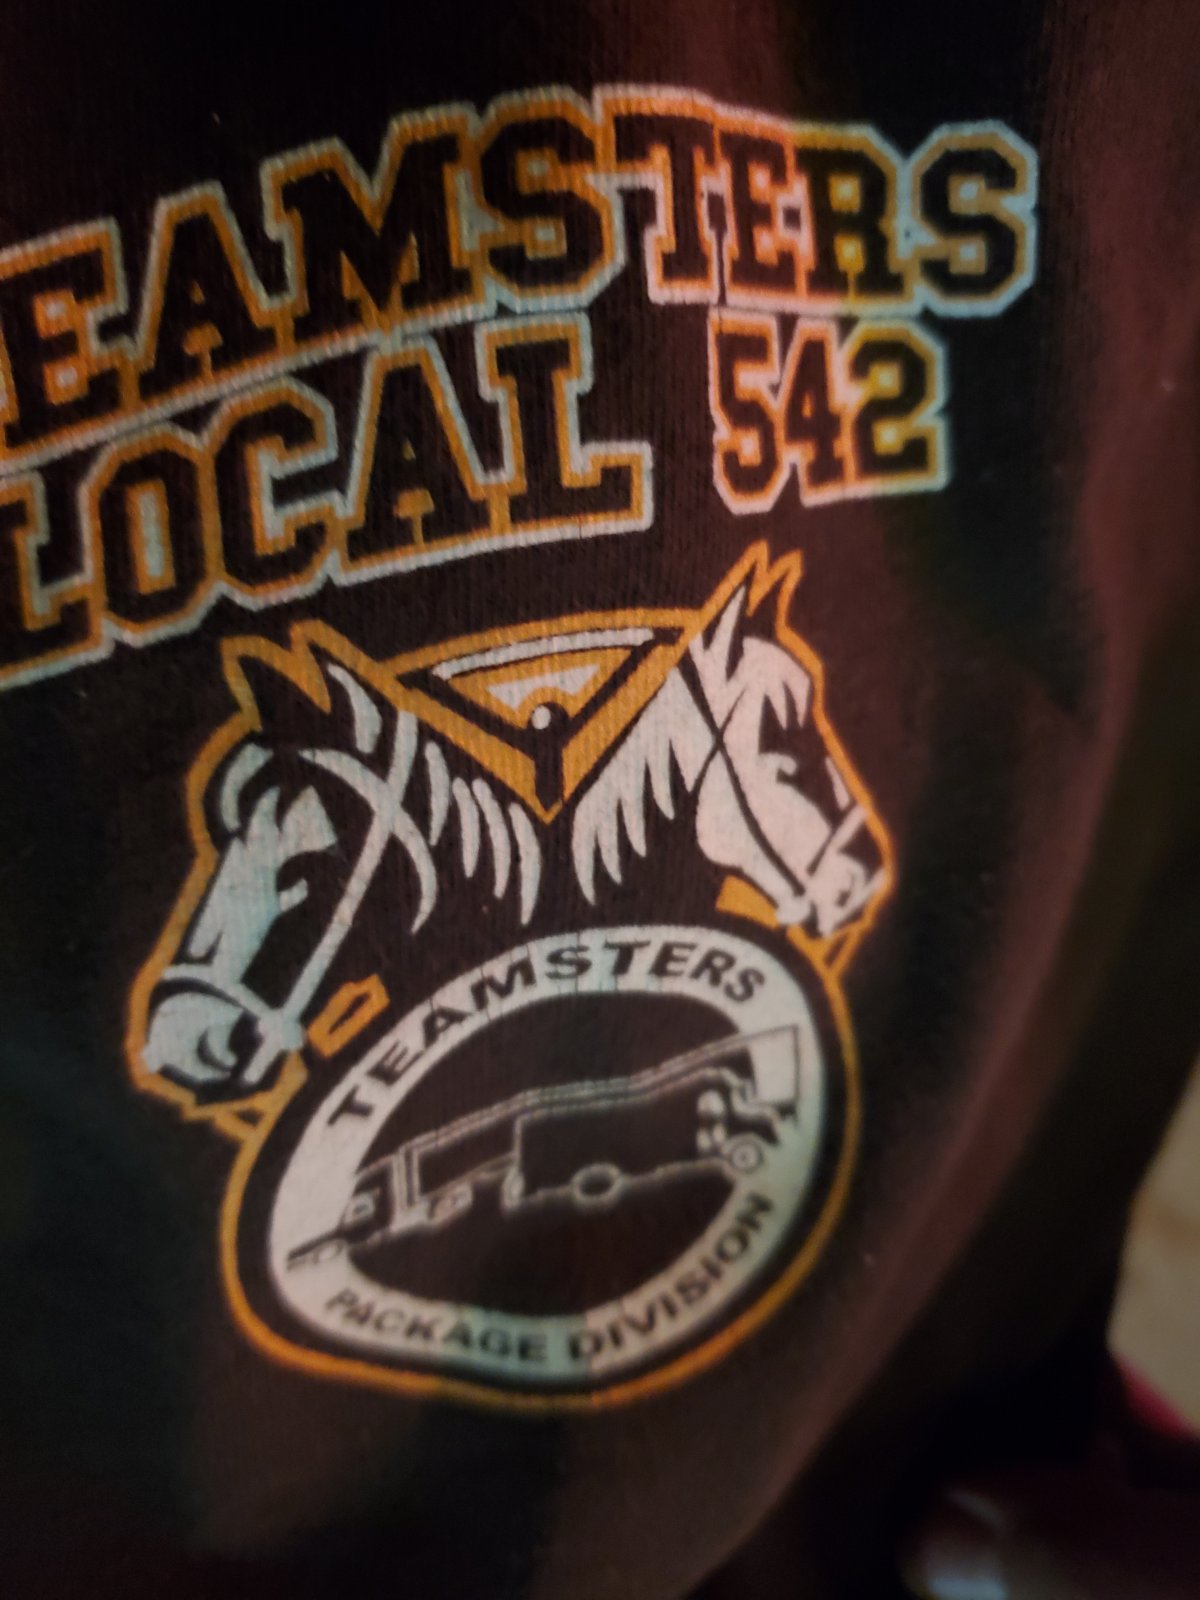 EAMSTERS
LOCAL 542
TEAMSTERS
PACKAGE DIVISION